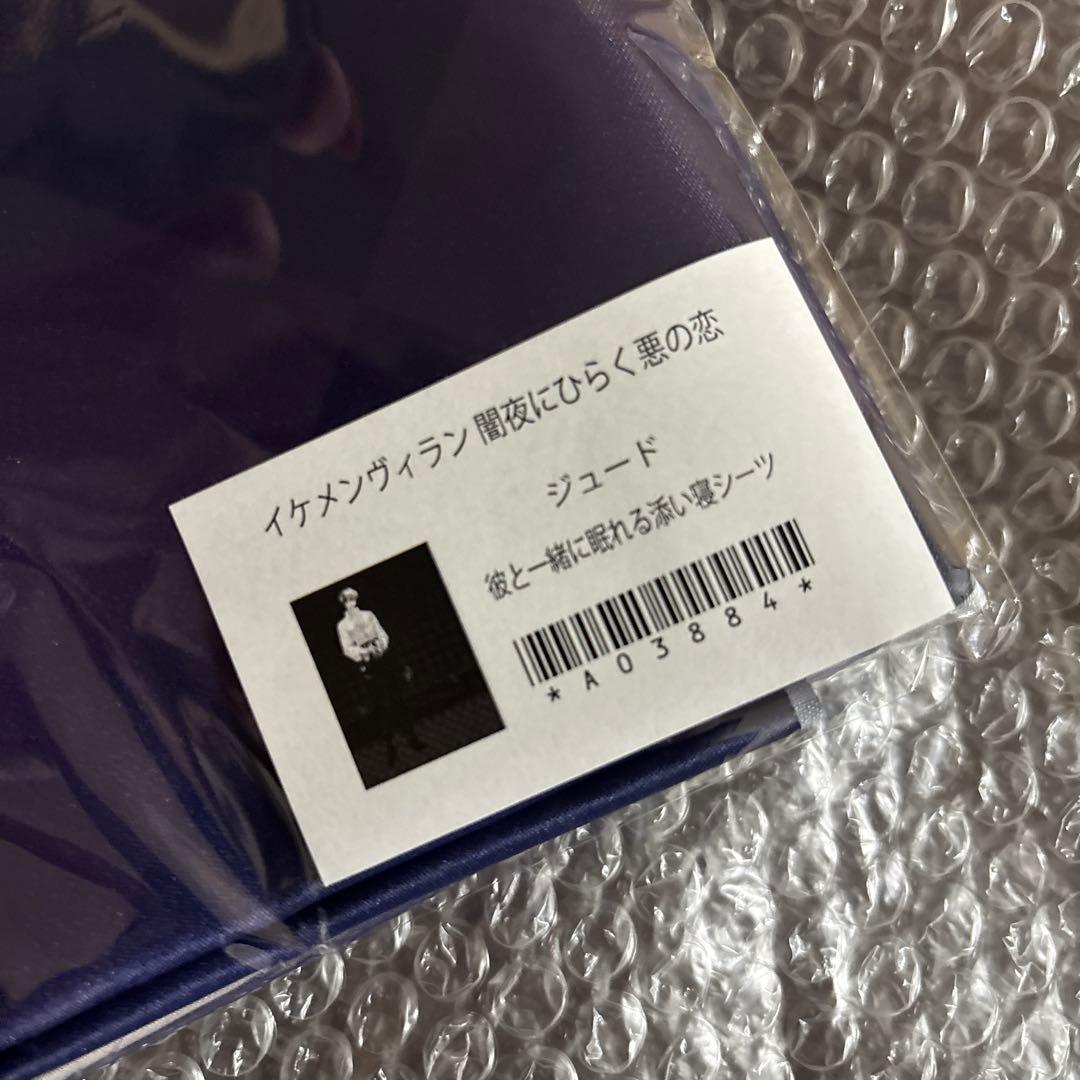 イケメンヴィラン 闇夜にひらく悪の恋
ジュード
彼と一緒に眠れる添い寝シーツ
*A03884*